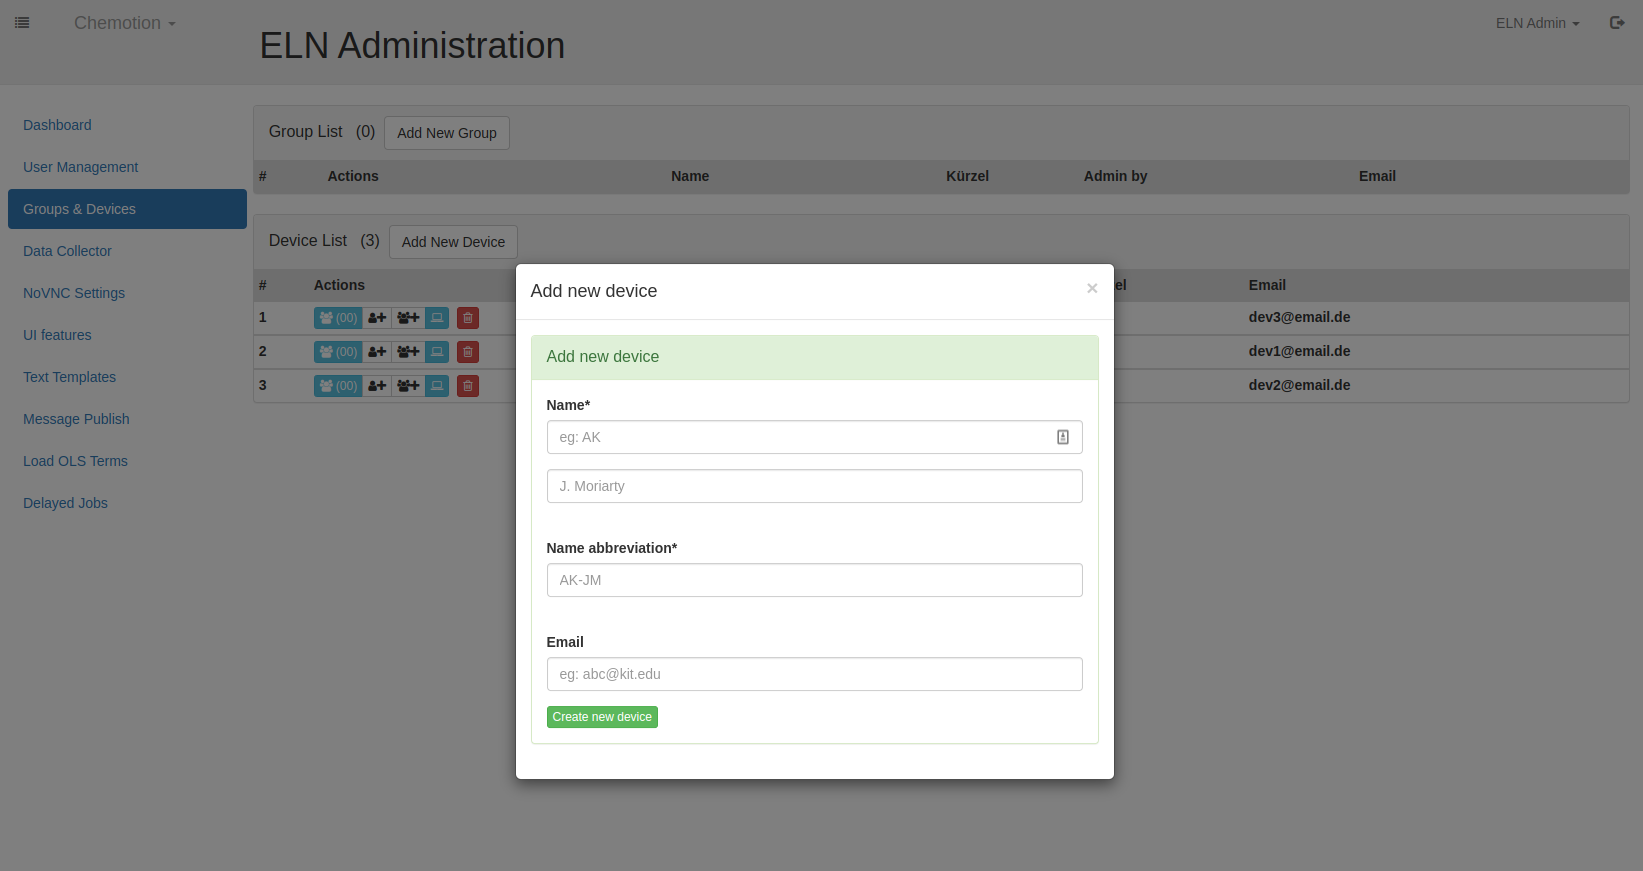 Chemotion
ELN Administration
ELN Admin
Dashboard
User Management
Groups & Devices
Data Collector
NoVNC Settings
UI features
Text Templates
Message Publish
Load OLS Terms
Delayed Jobs
Group List (0) Add New Group
# Actions Name Kürzel Admin by Email
Device List (3) Add New Device
# Actions el Email
1 (00) dev3@email.de
2 (00) dev1@email.de
3 (00) dev2@email.de
Add new device ×
Add new device
Name*
eg: AK
J. Moriarty
Name abbreviation*
AK-JM
Email
eg: abc@kit.edu
Create new device